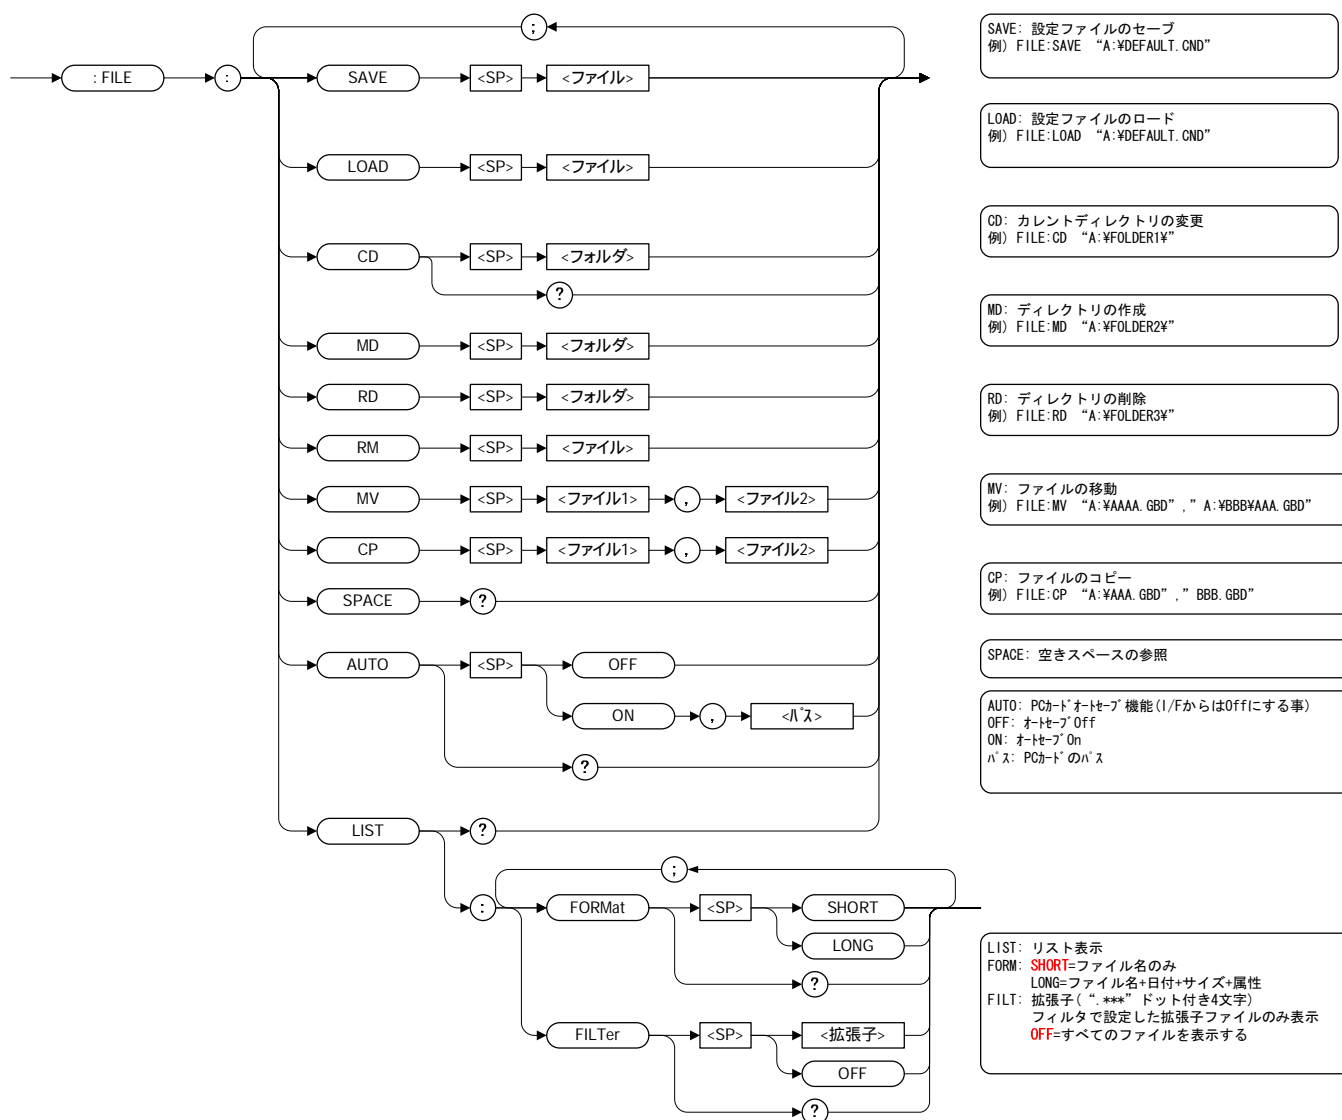 ;
: FILE
:
SAVE
<SP>
<ファイル>
SAVE: 設定ファイルのセーブ
例) FILE:SAVE “A:¥DEFAULT.CND”
LOAD
<SP>
<ファイル>
LOAD: 設定ファイルのロード
例) FILE:LOAD “A:¥DEFAULT.CND”
CD
<SP>
<フォルダ>
?
CD: カレントディレクトリの変更
例) FILE:CD “A:¥FOLDER1¥”
MD
<SP>
<フォルダ>
MD: ディレクトリの作成
例) FILE:MD “A:¥FOLDER2¥”
RD
<SP>
<フォルダ>
RD: ディレクトリの削除
例) FILE:RD “A:¥FOLDER3¥”
RM
<SP>
<ファイル>
MV
<SP>
<ファイル1>
,
<ファイル2>
MV: ファイルの移動
例) FILE:MV “A:¥AAAA.GBD”,” A:¥BBB¥AAA.GBD”
CP
<SP>
<ファイル1>
,
<ファイル2>
CP: ファイルのコピー
例) FILE:CP “A:¥AAA.GBD”,” BBB.GBD”
SPACE
?
SPACE: 空きスペースの参照
AUTO
<SP>
OFF
ON
,
<パス>
?
AUTO: PCカードオートセーブ機能(I/FからはOffにする事)
OFF: オートセーブOff
ON: オートセーブOn
パス: PCカードのパス
LIST
?
;
:
FORMat
<SP>
SHORT
LONG
?
FILTer
<SP>
<拡張子>
OFF
?
LIST: リスト表示
FORM: SHORT=ファイル名のみ
LONG=ファイル名+日付+サイズ+属性
FILT: 拡張子(“.***”ドット付き4文字)
フィルタで設定した拡張子ファイルのみ表示
OFF=すべてのファイルを表示する